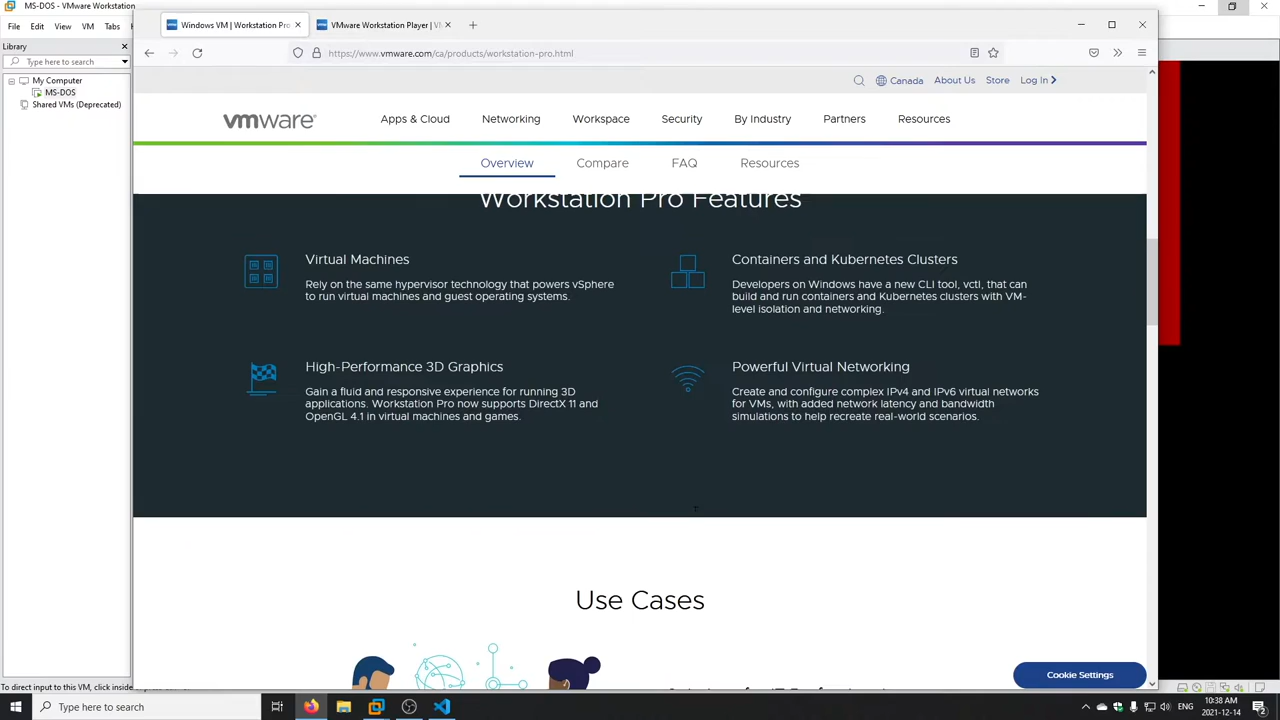 MS-DOS - VMware Workstation
File Edit View VM Tabs
Library
Type here to search
My Computer
MS-DOS
Shared VMs (Deprecated)
To direct input to this VM, click inside
Windows VM | Workstation Pro
VMware Workstation Player | VM
https://www.vmware.com/ca/products/workstation-pro.html
Canada About Us Store Log In
vmware
Apps & Cloud Networking Workspace Security By Industry Partners Resources
Overview Compare FAQ Resources
Workstation Pro Features
Virtual Machines
Rely on the same hypervisor technology that powers vSphere
to run virtual machines and guest operating systems.
Containers and Kubernetes Clusters
Developers on Windows have a new CLI tool, vctl, that can
build and run containers and Kubernetes clusters with VM-
level isolation and networking.
High-Performance 3D Graphics
Gain a fluid and responsive experience for running 3D
applications. Workstation Pro now supports DirectX 11 and
OpenGL 4.1 in virtual machines and games.
Powerful Virtual Networking
Create and configure complex IPv4 and IPv6 virtual networks
for VMs, with added network latency and bandwidth
simulations to help recreate real-world scenarios.
Use Cases
Cookie Settings
Type here to search
ENG
10:38 AM
2021-12-14
2